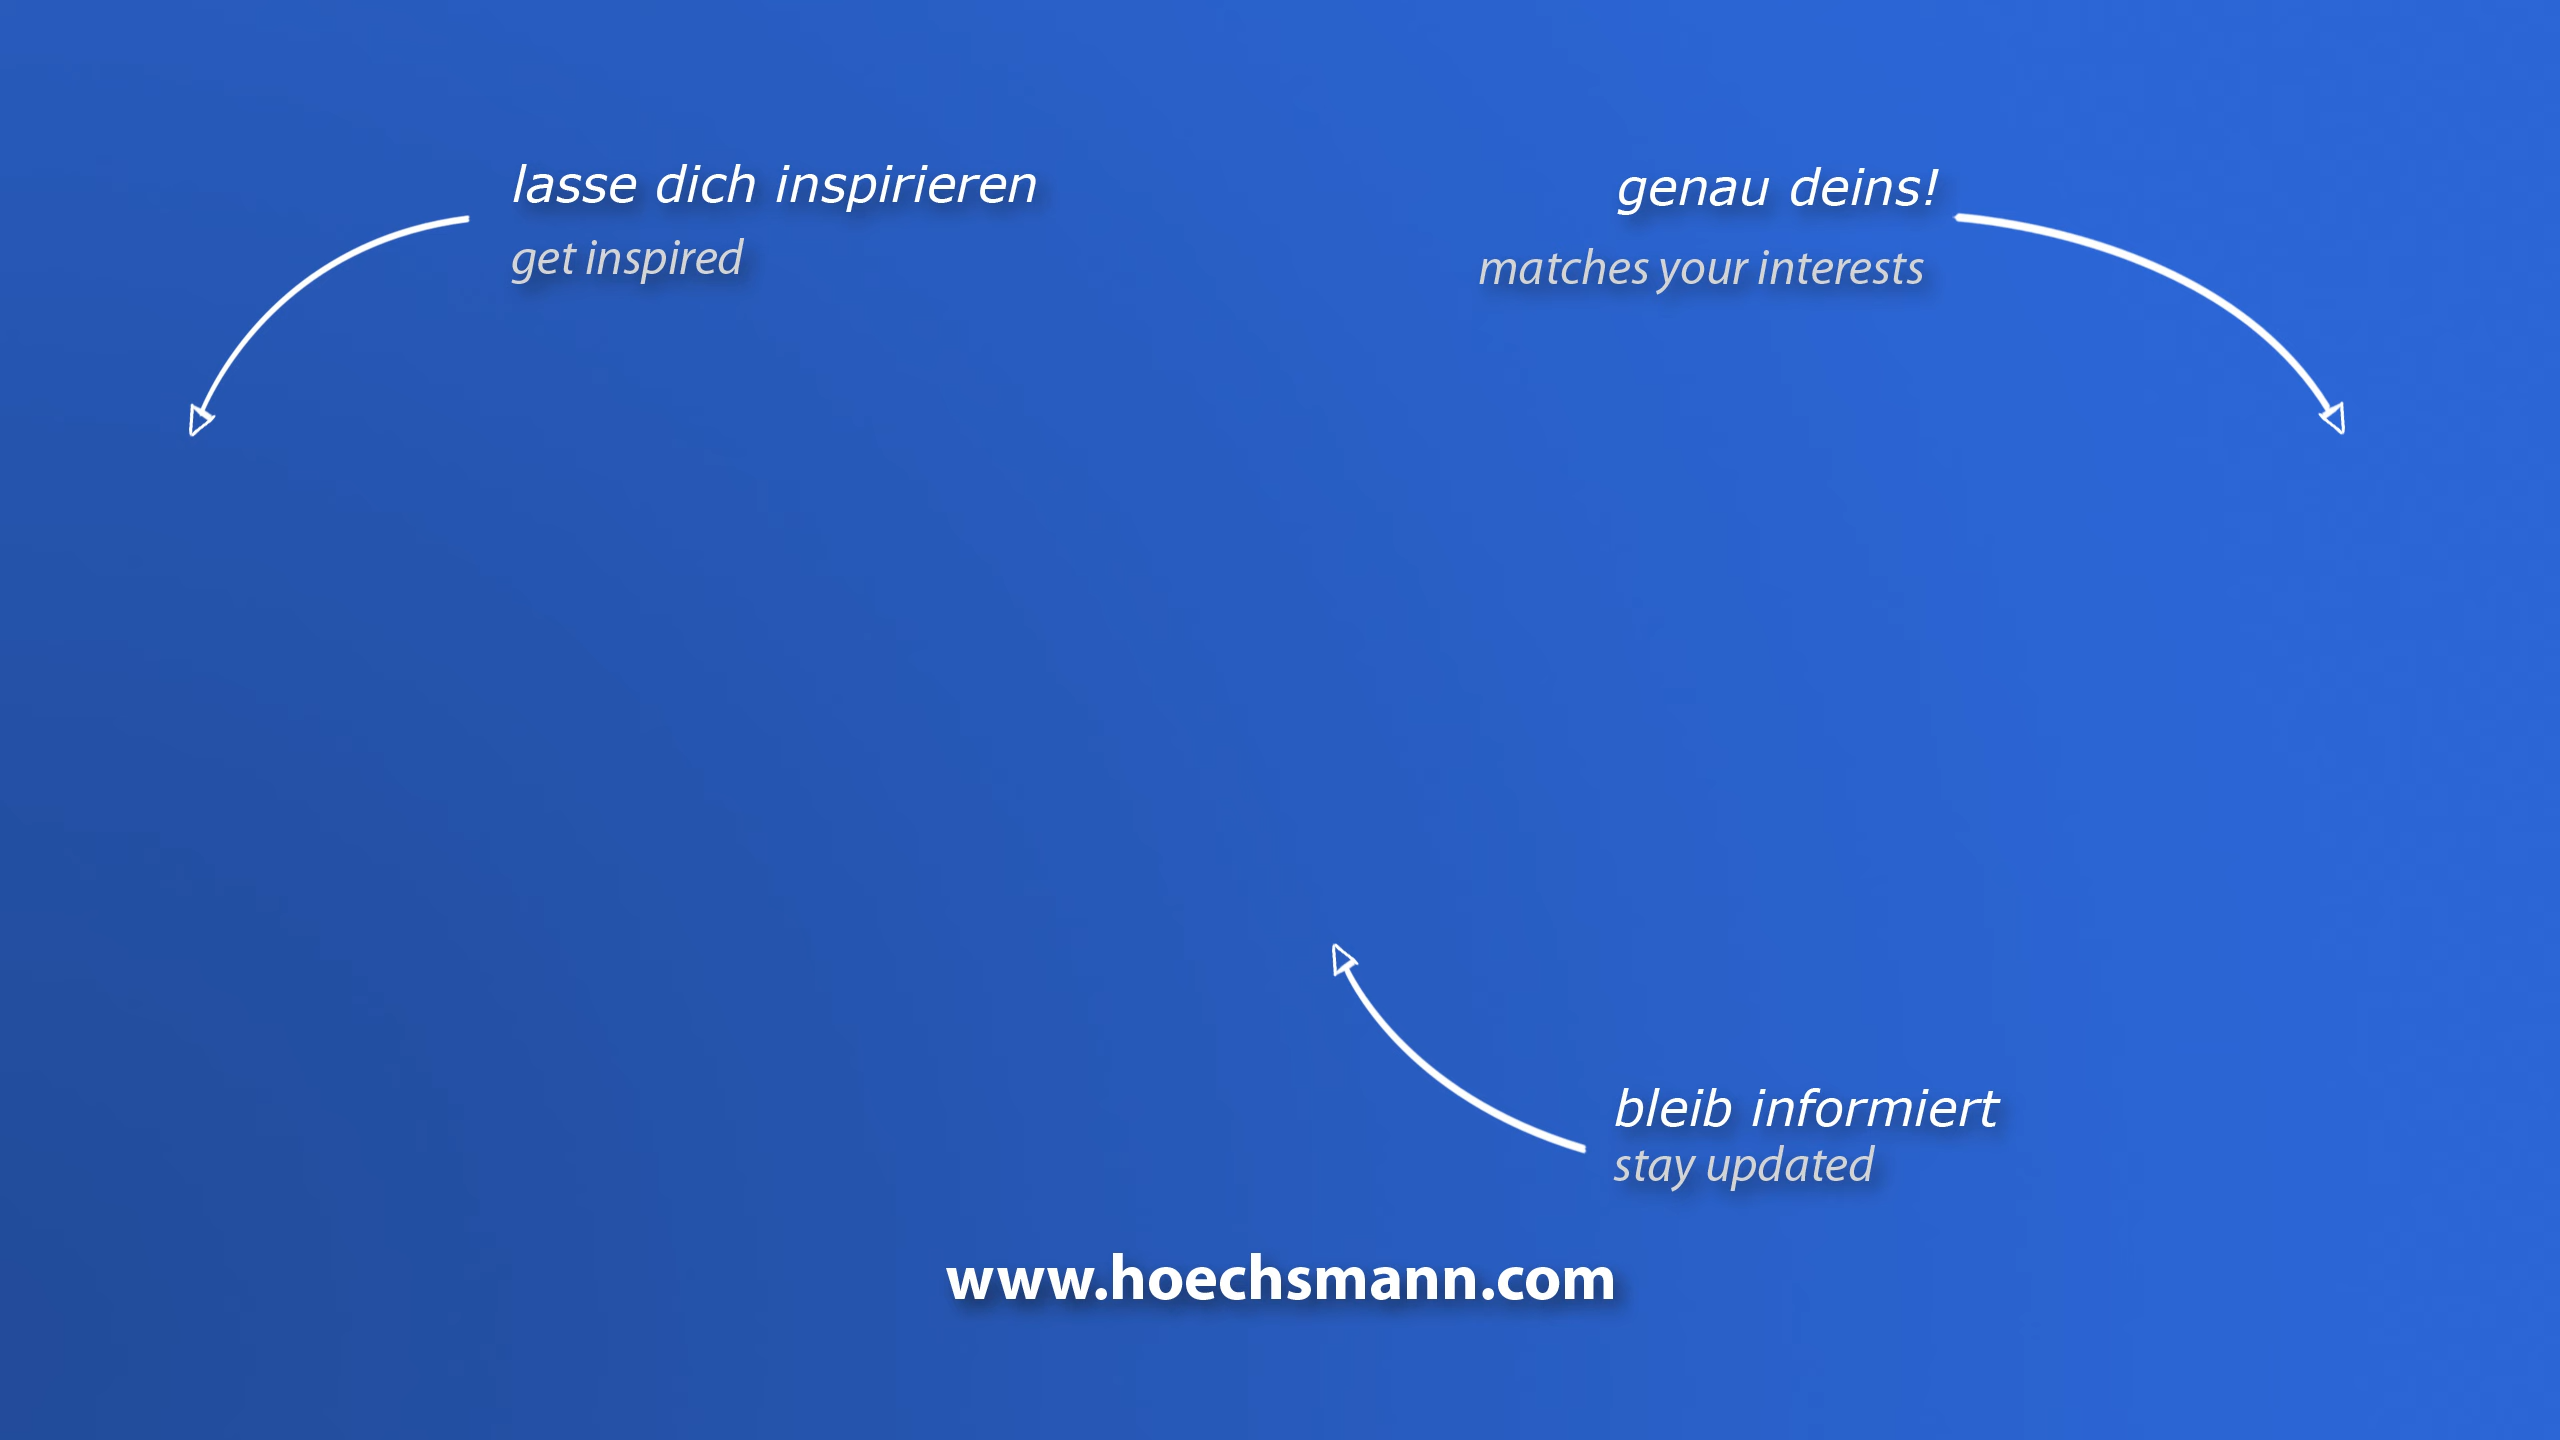 lasse dich inspirieren
get inspired
genau deins!
matches your interests
bleib informiert
stay updated
www.hoechsmann.com